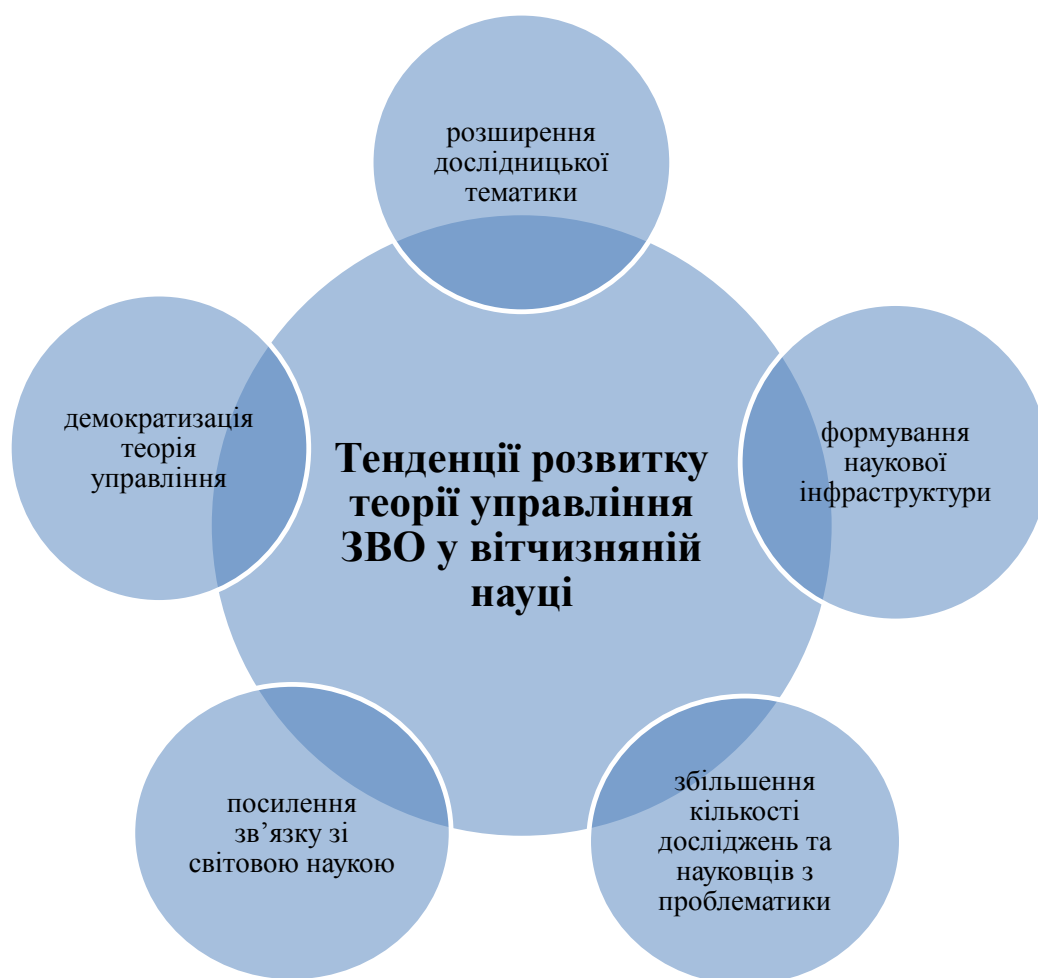 розширення
дослідницької
тематики
демократизація
теорія
управління
Тенденції розвитку
теорії управління
ЗВО у вітчизняній
науці
формування
наукової
інфраструктури
посилення
зв’язку зі
світовою наукою
збільшення
кількості
досліджень та
науковців з
проблематики